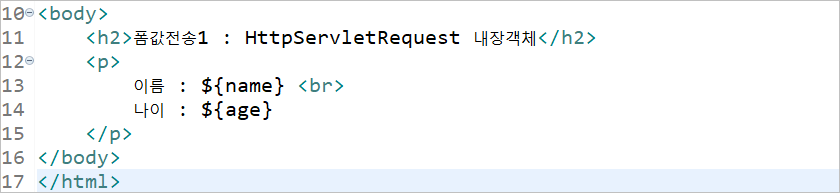 10 <body>
11 <h2>폼값전송1 : HttpServletRequest 내장객체</h2>
12 <p>
13 이름 : ${name} <br>
14 나이 : ${age}
15 </p>
16 </body>
17 </html>